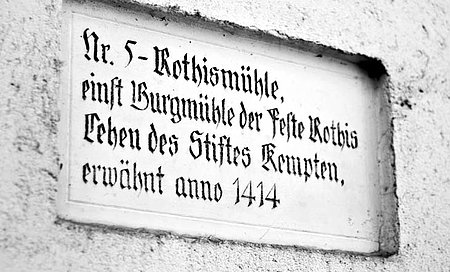 Nr. 5 - Rothismühle,
einst Burgmühle der Feste Rothis
Lehen des Stiftes Kempten,
erwähnt anno 1414